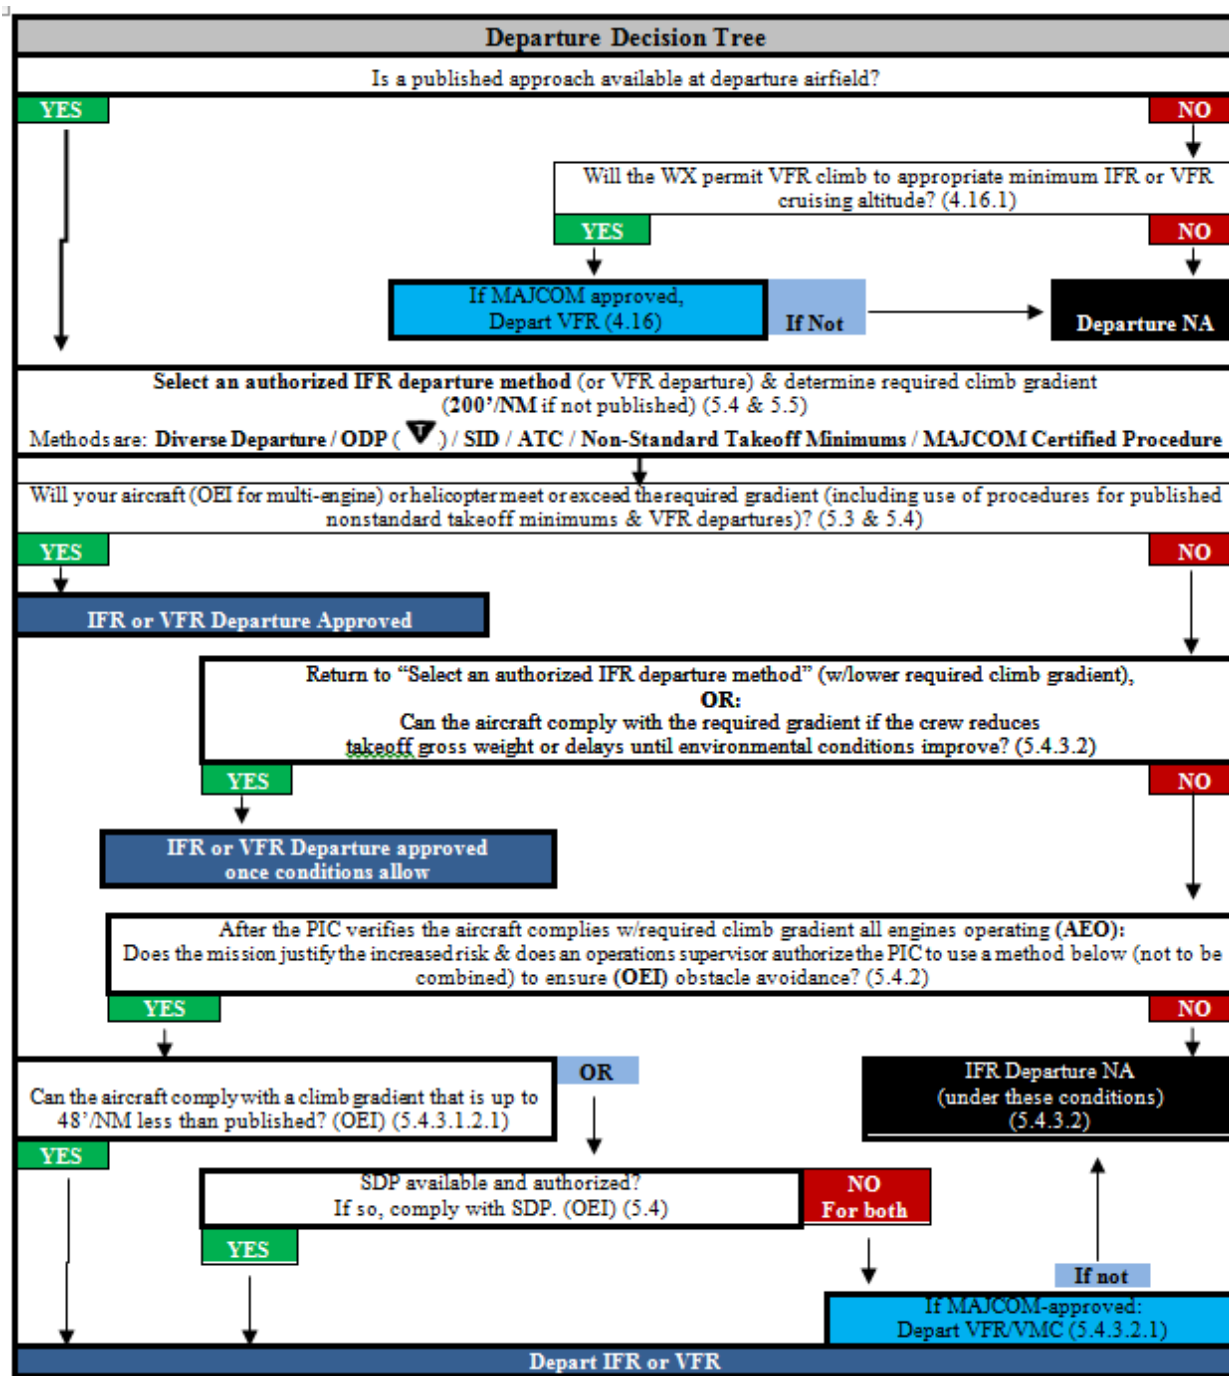 Departure Decision Tree
Is a published approach available at departure airfield?
YES
NO
Will the WX permit VFR climb to appropriate minimum IFR or VFR
cruising altitude? (4.16.1)
YES
NO
If MAJCOM approved,
Depart VFR (4.16)
If Not
Departure NA
Select an authorized IFR departure method (or VFR departure) & determine required climb gradient
(200'/NM if not published) (5.4 & 5.5)
Methods are: Diverse Departure / ODP ( T ) / SID / ATC / Non-Standard Takeoff Minimums / MAJCOM Certified Procedure
Will your aircraft (OEI for multi-engine) or helicopter meet or exceed the required gradient (including use of procedures for published
nonstandard takeoff minimums & VFR departures)? (5.3 & 5.4)
YES
NO
IFR or VFR Departure Approved
Return to “Select an authorized IFR departure method” (w/lower required climb gradient),
OR:
Can the aircraft comply with the required gradient if the crew reduces
takeoff gross weight or delays until environmental conditions improve? (5.4.3.2)
YES
NO
IFR or VFR Departure approved
once conditions allow
After the PIC verifies the aircraft complies w/required climb gradient all engines operating (AEO):
Does the mission justify the increased risk & does an operations supervisor authorize the PIC to use a method below (not to be
combined) to ensure (OEI) obstacle avoidance? (5.4.2)
YES
NO
Can the aircraft comply with a climb gradient that is up to
48'/NM less than published? (OEI) (5.4.3.1.2.1)
OR
IFR Departure NA
(under these conditions)
(5.4.3.2)
YES
SDP available and authorized?
If so, comply with SDP. (OEI) (5.4)
NO
For both
YES
If not
If MAJCOM-approved:
Depart VFR/VMC (5.4.3.2.1)
Depart IFR or VFR